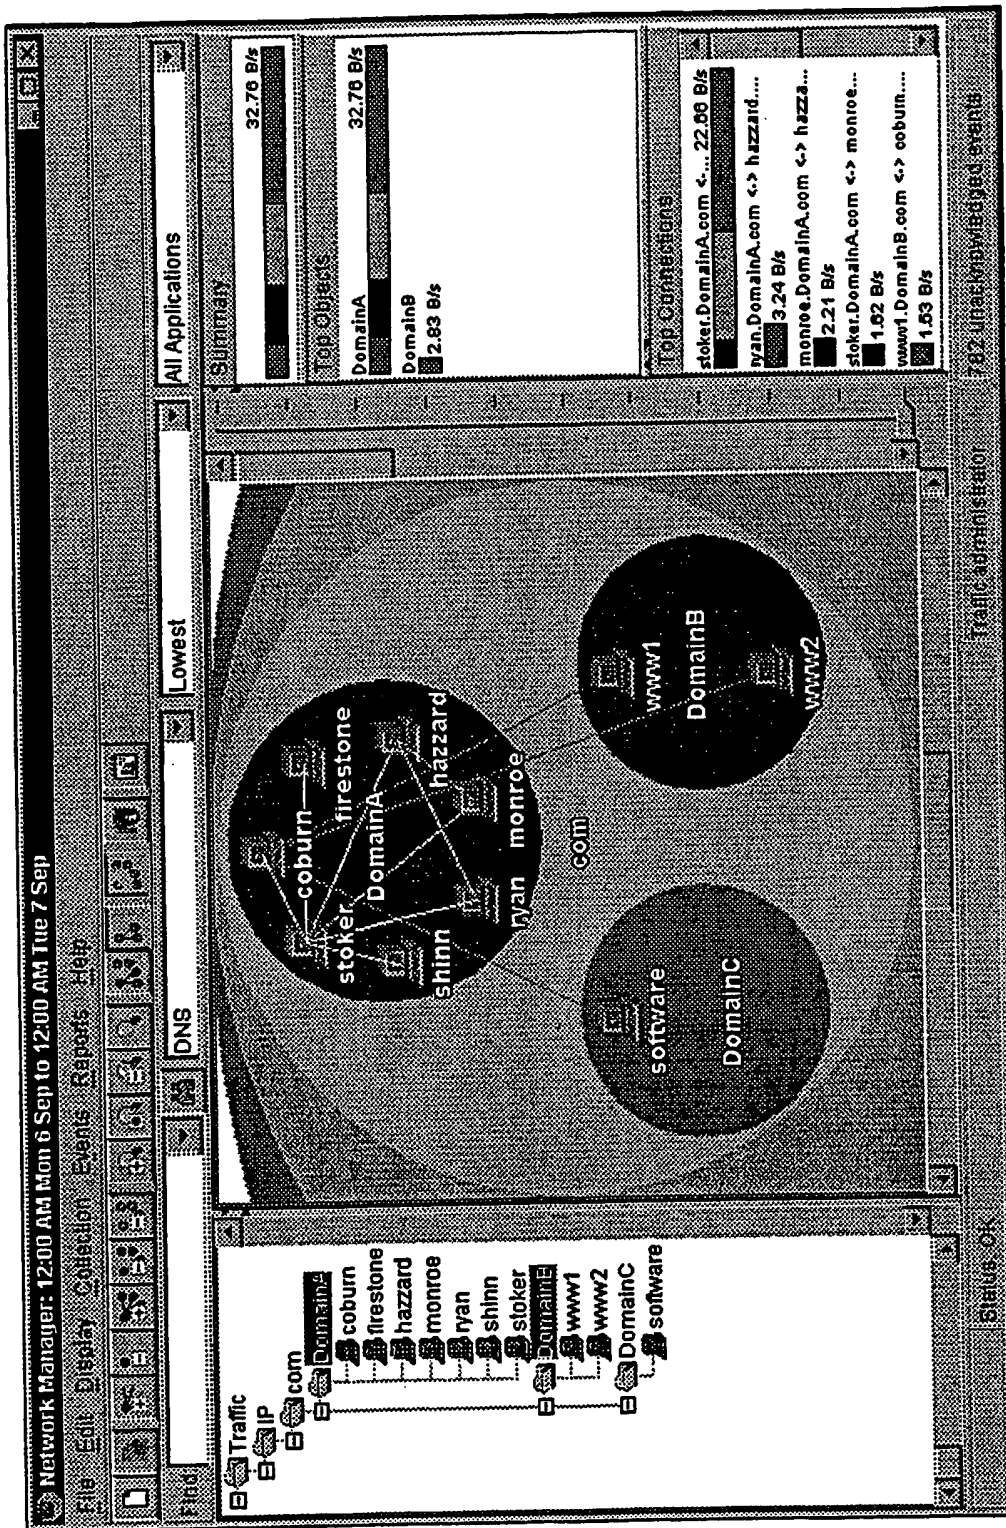 Network Manager: 12:00 AM Mon 6 Sep to 12:00 AM Tue 7 Sep
File Edit Display Collection Events Reports Help
Find
DNS
Lowest
All Applications
Traffic
IP
com
DomainA
coburn
firestone
hazzard
monroe
ryan
shinn
stoker
DomainB
www1
www2
DomainC
software
coburn
firestone
stoker
DomainA
hazzard
shinn
ryan
monroe
com
software
DomainC
www1
DomainB
www2
Summary
32.76 B/s
Top Objects
DomainA
32.76 B/s
DomainB
2.83 B/s
Top Connections
stoker.DomainA.com <-... 22.66 B/s
ryan.DomainA.com <-> hazzard....
3.24 B/s
monroe.DomainA.com <-> hazza...
2.21 B/s
stoker.DomainA.com <-> monroe...
1.62 B/s
www1.DomainB.com <-> coburn....
1.53 B/s
Status: OK
Traffic administration
782 unacknowledged events